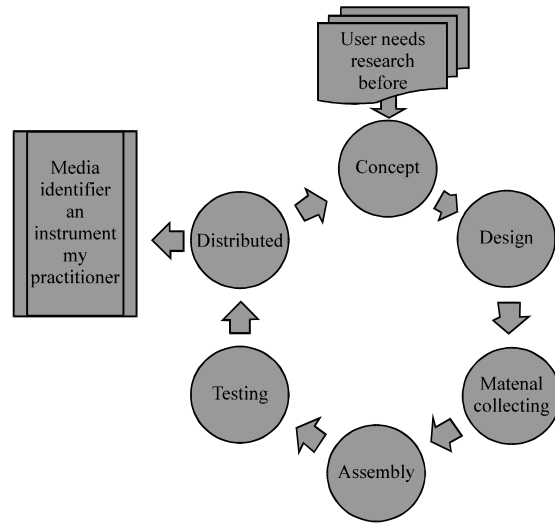 User needs
research
before
Concept
Design
Matenal
collecting
Assembly
Testing
Distributed
Media
identifier
an
instrument
my
practitioner